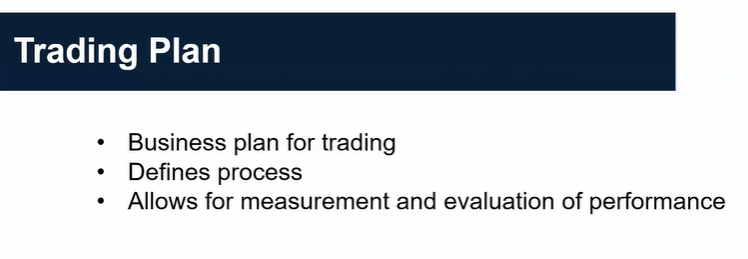 Trading Plan
• Business plan for trading
• Defines process
• Allows for measurement and evaluation of performance